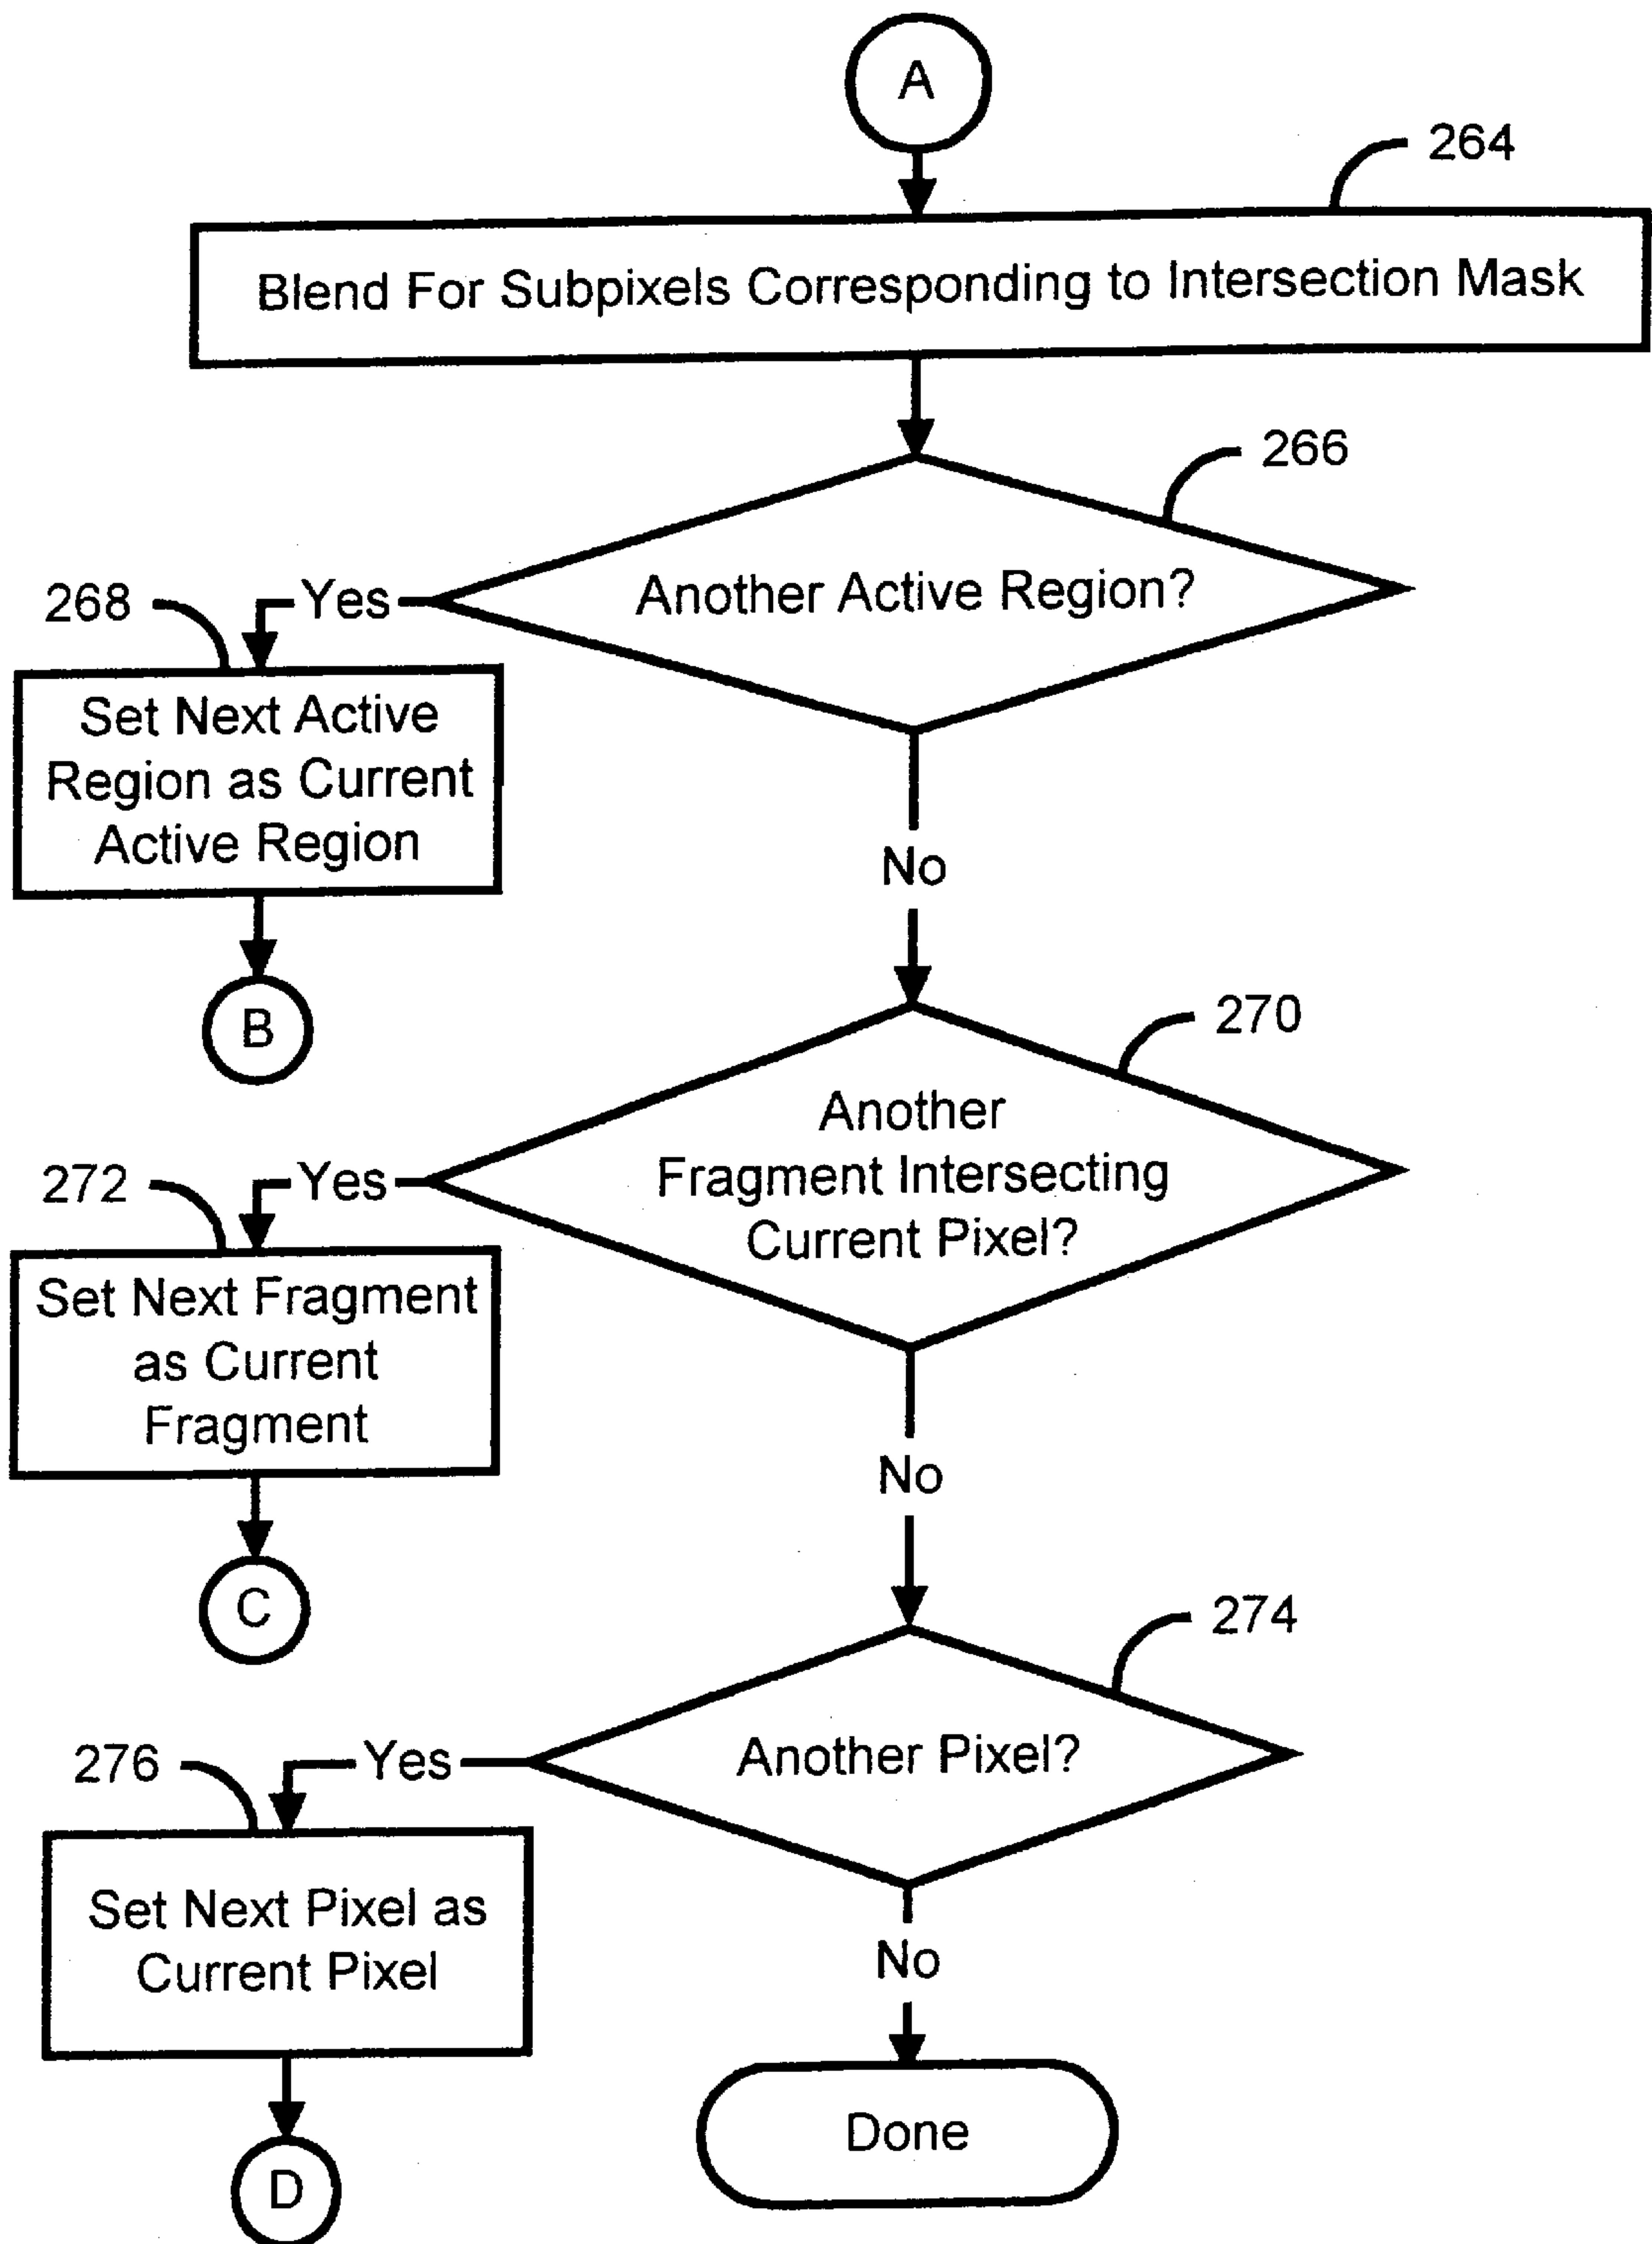 A
264
Blend For Subpixels Corresponding to Intersection Mask
266
Another Active Region?
Yes
268
Set Next Active
Region as Current
Active Region
B
No
270
Another
Fragment Intersecting
Current Pixel?
Yes
272
Set Next Fragment
as Current
Fragment
C
No
274
Another Pixel?
Yes
276
Set Next Pixel as
Current Pixel
D
No
Done